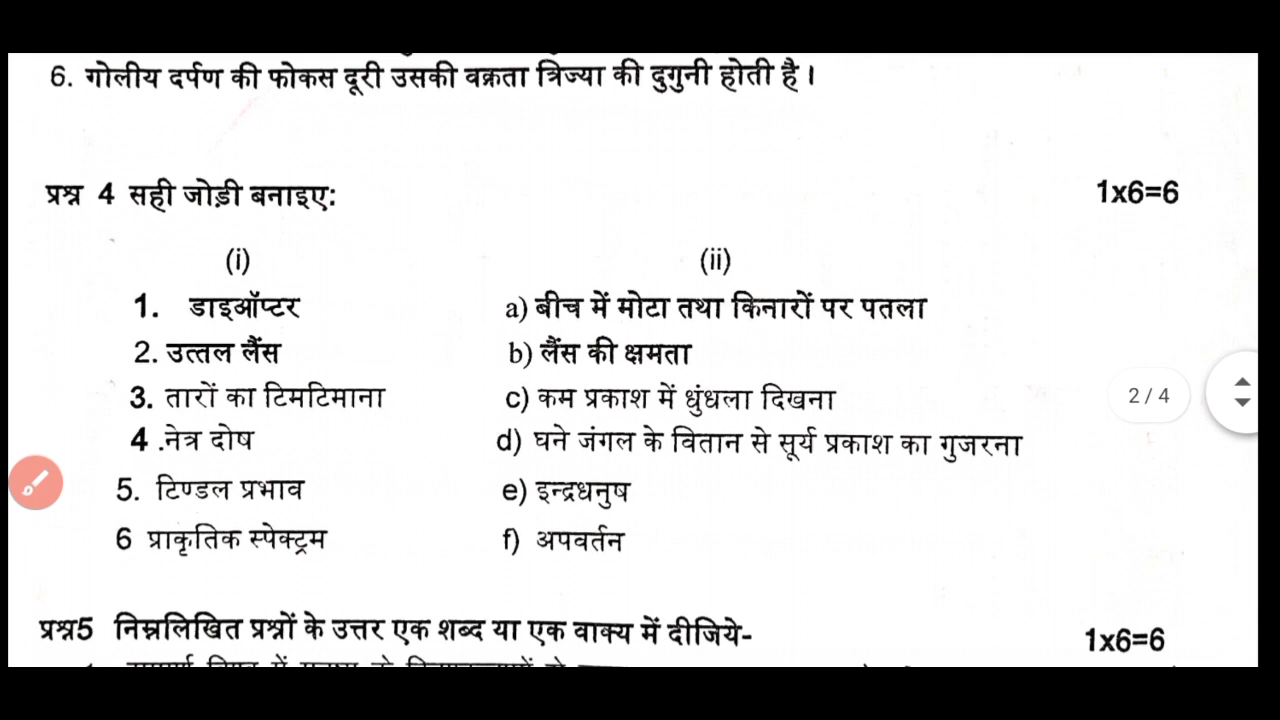 6. गोलीय दर्पण की फोकस दूरी उसकी वक्रता त्रिज्या की दुगुनी होती है।
प्रश्न 4 सही जोड़ी बनाइए: 1x6=6
(i) (ii)
1. डाइऑप्टर a) बीच में मोटा तथा किनारों पर पतला
2. उत्तल लैंस b) लैंस की क्षमता
3. तारों का टिमटिमाना c) कम प्रकाश में धुंधला दिखना
2 / 4
4 .नेत्र दोष d) घने जंगल के वितान से सूर्य प्रकाश का गुजरना
5. टिण्डल प्रभाव e) इन्द्रधनुष
6 प्राकृतिक स्पेक्ट्रम f) अपवर्तन
प्रश्न5 निम्नलिखित प्रश्नों के उत्तर एक शब्द या एक वाक्य में दीजिये- 1x6=6